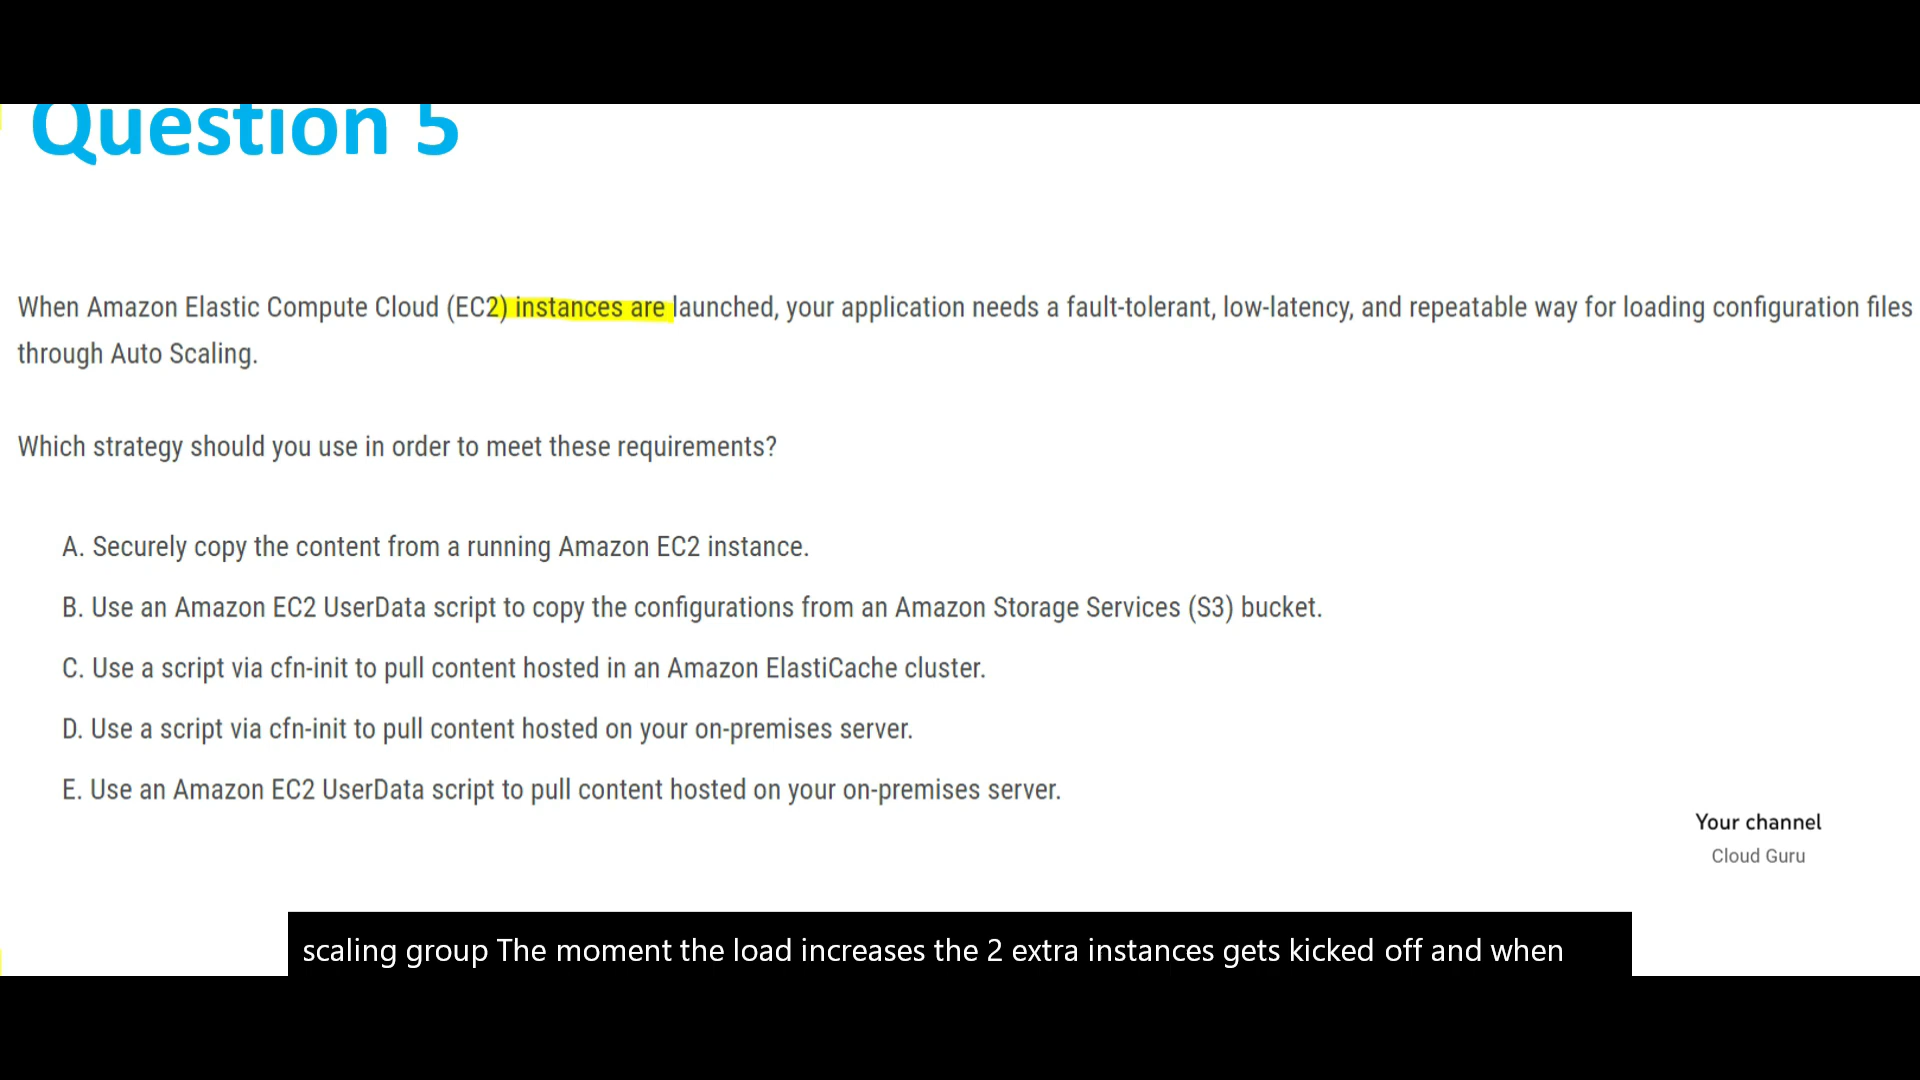 Question 5
When Amazon Elastic Compute Cloud (EC2) instances are launched, your application needs a fault-tolerant, low-latency, and repeatable way for loading configuration files
through Auto Scaling.
Which strategy should you use in order to meet these requirements?
A. Securely copy the content from a running Amazon EC2 instance.
B. Use an Amazon EC2 UserData script to copy the configurations from an Amazon Storage Services (S3) bucket.
C. Use a script via cfn-init to pull content hosted in an Amazon ElastiCache cluster.
D. Use a script via cfn-init to pull content hosted on your on-premises server.
E. Use an Amazon EC2 UserData script to pull content hosted on your on-premises server.
Your channel
Cloud Guru
scaling group The moment the load increases the 2 extra instances gets kicked off and when